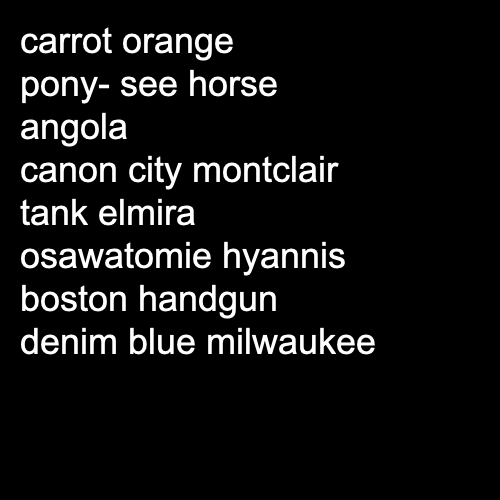 carrot orange
pony- see horse
angola
canon city montclair
tank elmira
osawatomie hyannis
boston handgun
denim blue milwaukee